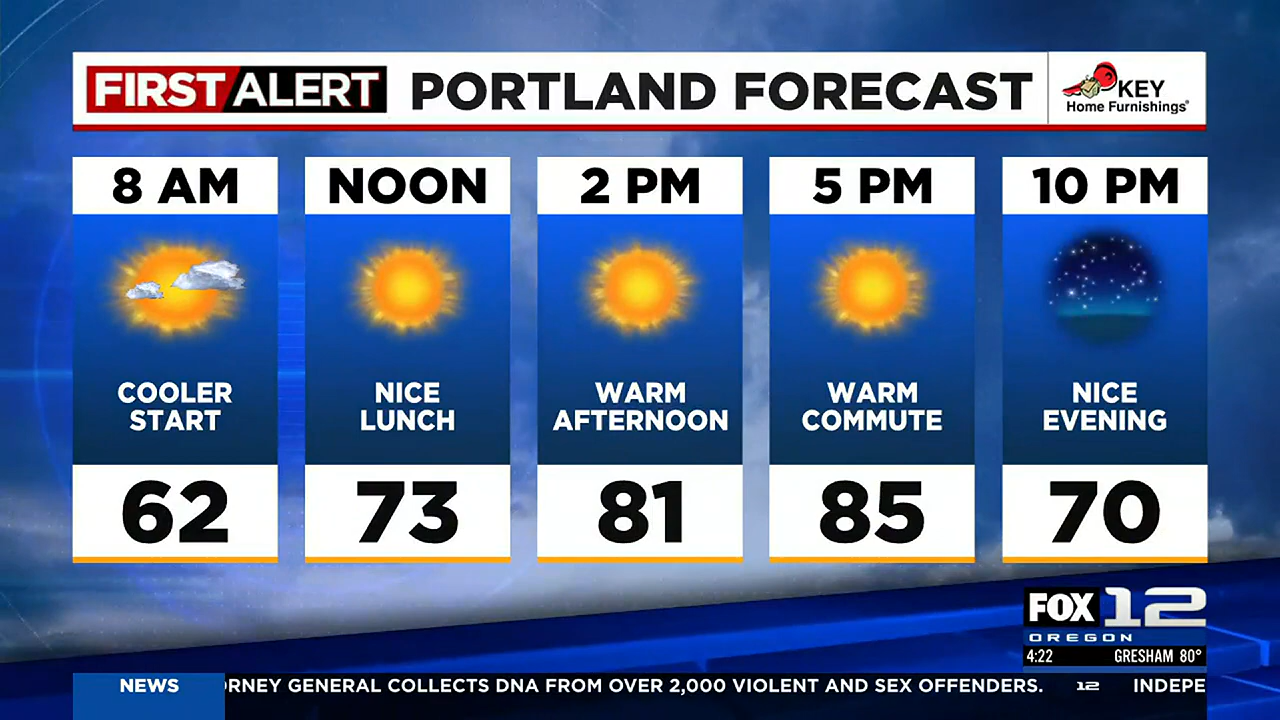 FIRST ALERT PORTLAND FORECAST
KEY
Home Furnishings®
8 AM
COOLER
START
62
NOON
NICE
LUNCH
73
2 PM
WARM
AFTERNOON
81
5 PM
WARM
COMMUTE
85
10 PM
NICE
EVENING
70
FOX 12
OREGON
4:22 GRESHAM 80°
NEWS ORNEY GENERAL COLLECTS DNA FROM OVER 2,000 VIOLENT AND SEX OFFENDERS. 12 INDEPE